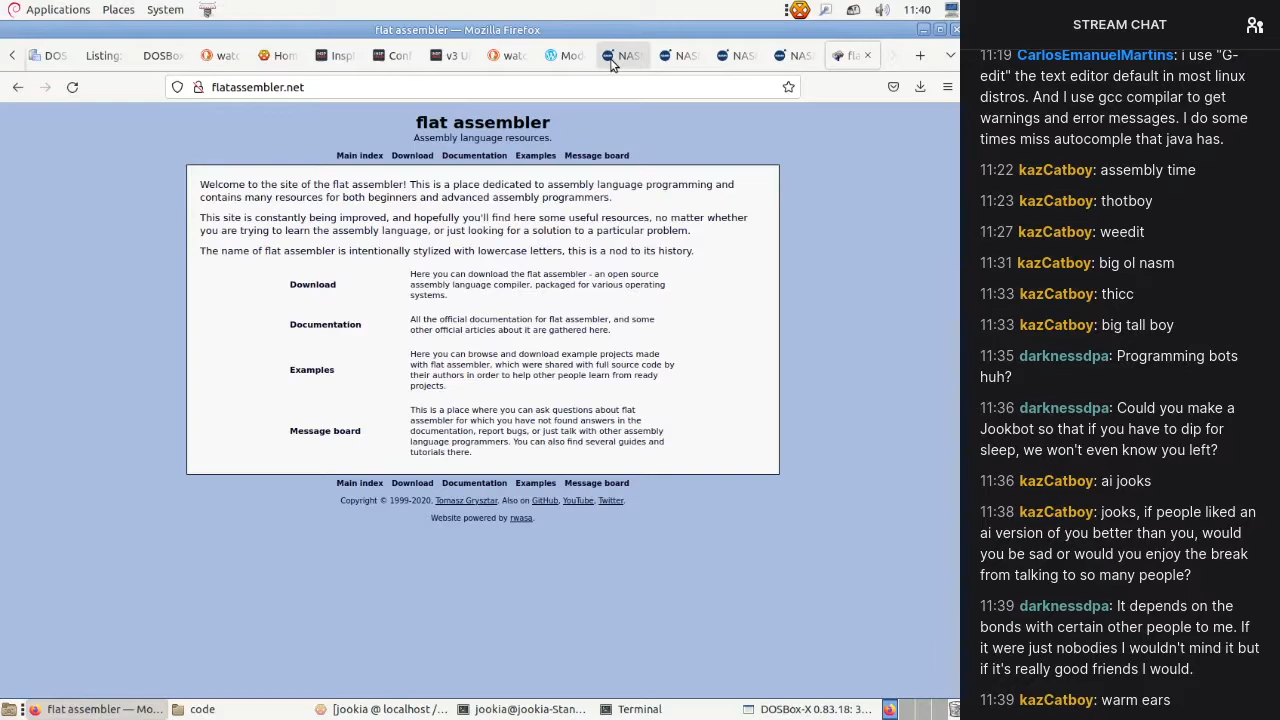 Applications Places System 11:40
flat assembler — Mozilla Firefox
DOS Listing: DOSBo watc Hom Inspi Conf v3 U watc Mod NAS NAS NAS NAS fla
flatassembler.net
flat assembler
Assembly language resources.
Main index Download Documentation Examples Message board
Welcome to the site of the flat assembler! This is a place dedicated to assembly language programming and
contains many resources for both beginners and advanced assembly programmers.
This site is constantly being improved, and hopefully you'll find here some useful resources, no matter whether
you are trying to learn the assembly language, or just looking for a solution to a particular problem.
The name of flat assembler is intentionally stylized with lowercase letters, this is a nod to its history.
Download
Here you can download the flat assembler - an open source
assembly language compiler, packaged for various operating
systems.
Documentation
All the official documentation for flat assembler, and some
other official articles about it are gathered here.
Examples
Here you can browse and download example projects made
with flat assembler, which were shared with full source code by
their authors in order to help other people learn from ready
projects.
Message board
This is a place where you can ask questions about flat
assembler for which you have not found answers in the
documentation, report bugs, or just talk with other assembly
language programmers. You can also find several guides and
tutorials there.
Main index Download Documentation Examples Message board
Copyright © 1999-2020, Tomasz Grysztar. Also on GitHub, YouTube, Twitter.
Website powered by rwasa.
flat assembler — Mo... code [jookia@localhost /... jookia@jookia-Stan... Terminal DOSBox-X 0.83.18: 3...
STREAM CHAT
11:19 CarlosEmanuelMartins: i use "G-
edit" the text editor default in most linux
distros. And I use gcc compilar to get
warnings and error messages. I do some
times miss autocomple that java has.
11:22 kazCatboy: assembly time
11:23 kazCatboy: thotboy
11:27 kazCatboy: weedit
11:31 kazCatboy: big ol nasm
11:33 kazCatboy: thicc
11:33 kazCatboy: big tall boy
11:35 darknessdpa: Programming bots
huh?
11:36 darknessdpa: Could you make a
Jookbot so that if you have to dip for
sleep, we won't even know you left?
11:36 kazCatboy: ai jooks
11:38 kazCatboy: jooks, if people liked an
ai version of you better than you, would
you be sad or would you enjoy the break
from talking to so many people?
11:39 darknessdpa: It depends on the
bonds with certain other people to me. If
it were just nobodies I wouldn't mind it but
if it's really good friends I would.
11:39 kazCatboy: warm ears